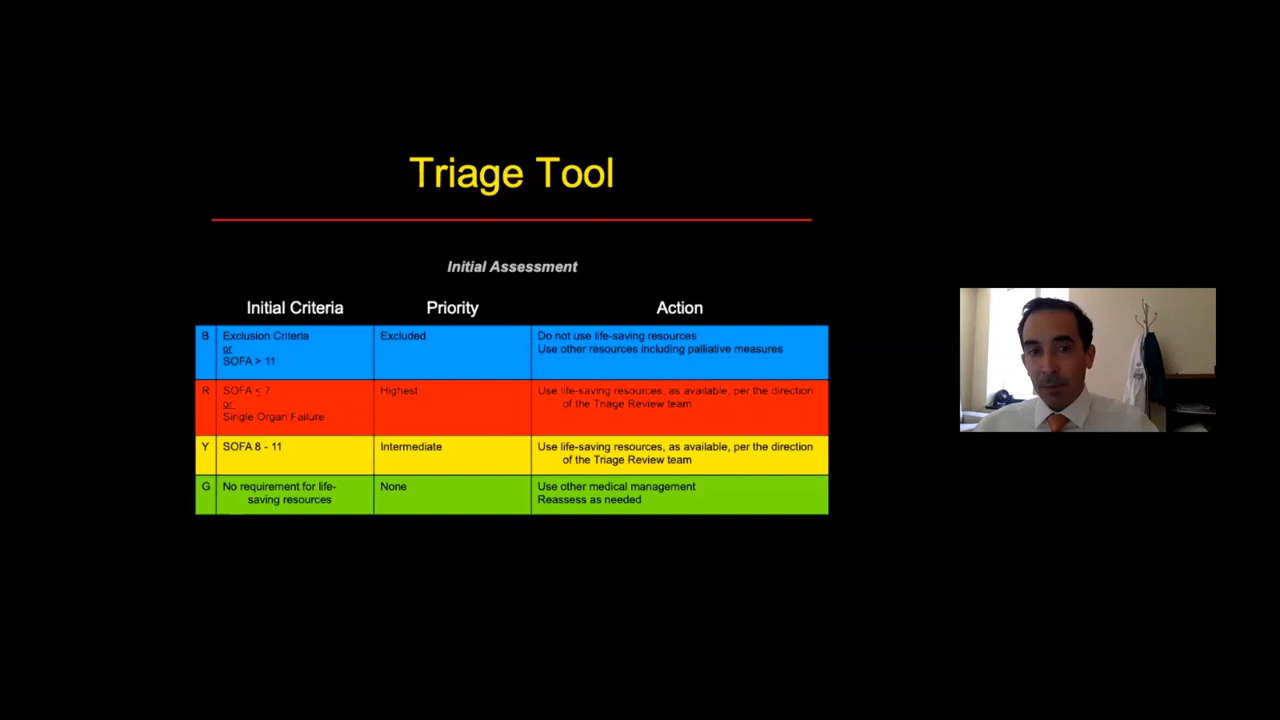 Triage Tool
Initial Assessment
Initial Criteria Priority Action
B Exclusion Criteria Excluded Do not use life-saving resources
or Use other resources including palliative measures
SOFA > 11
R SOFA ≤ 7 Highest Use life-saving resources, as available, per the direction
or of the Triage Review team
Single Organ Failure
Y SOFA 8 - 11 Intermediate Use life-saving resources, as available, per the direction
of the Triage Review team
G No requirement for life- None Use other medical management
saving resources Reassess as needed